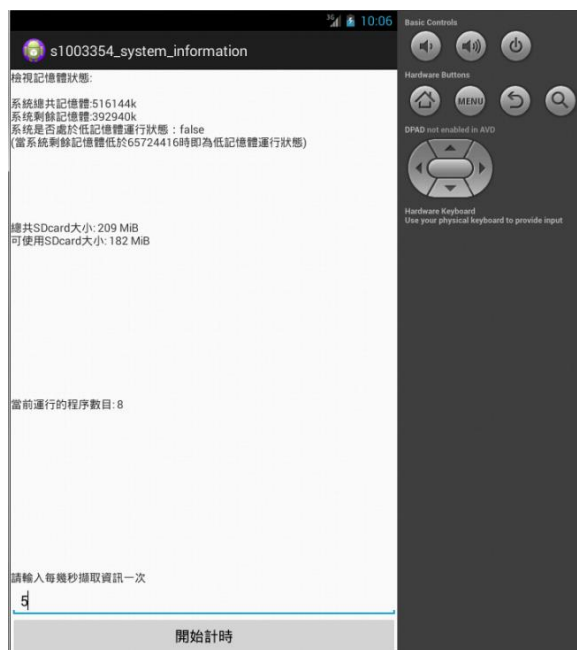 3G 10:06
s1003354_system_information
檢視記憶體狀態:
系統總共記憶體:516144k
系統剩餘記憶體:392940k
系統是否處於低記憶體運行狀態：false
(當系統剩餘記憶體低於65724416時即為低記憶體運行狀態)
總共SDcard大小: 209 MiB
可使用SDcard大小: 182 MiB
當前運行的程序數目: 8
請輸入每幾秒擷取資訊一次
5
開始計時
Basic Controls
Hardware Buttons
MENU
DPAD not enabled in AVD
Hardware Keyboard
Use your physical keyboard to provide input